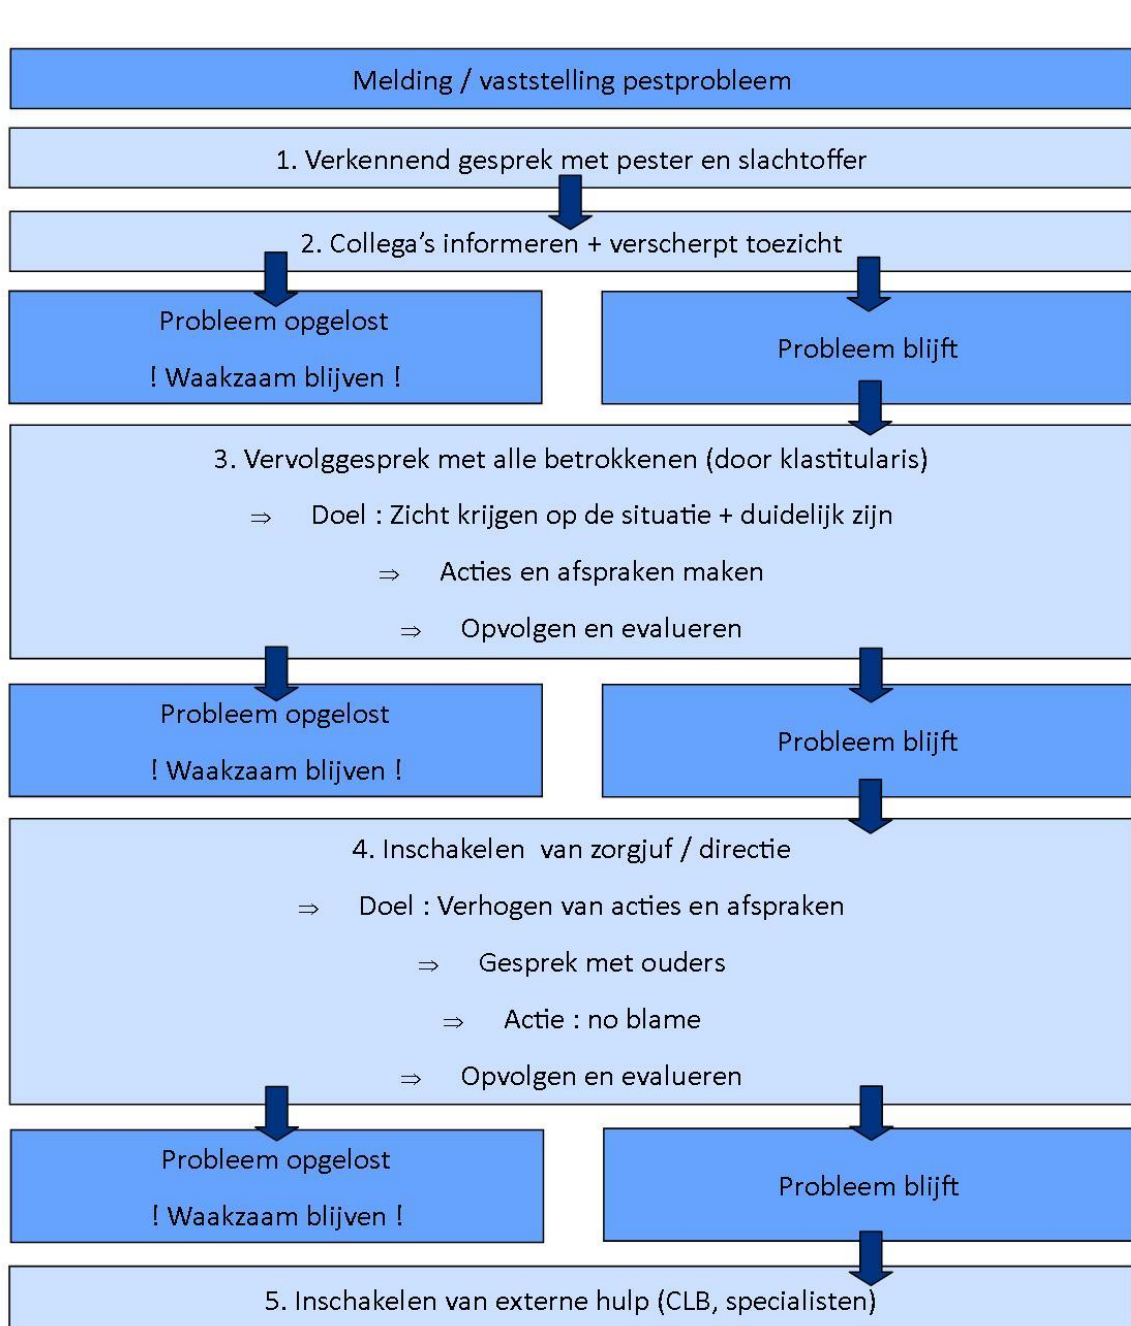 Melding / vaststelling pestprobleem
1. Verkennend gesprek met pester en slachtoffer
2. Collega's informeren + verscherpt toezicht
Probleem opgelost
! Waakzaam blijven !
Probleem blijft
3. Vervolggesprek met alle betrokkenen (door klastitularis)
⇒ Doel : Zicht krijgen op de situatie + duidelijk zijn
⇒ Acties en afspraken maken
⇒ Opvolgen en evalueren
Probleem opgelost
! Waakzaam blijven !
Probleem blijft
4. Inschakelen van zorgjuf / directie
⇒ Doel : Verhogen van acties en afspraken
⇒ Gesprek met ouders
⇒ Actie : no blame
⇒ Opvolgen en evalueren
Probleem opgelost
! Waakzaam blijven !
Probleem blijft
5. Inschakelen van externe hulp (CLB, specialisten)